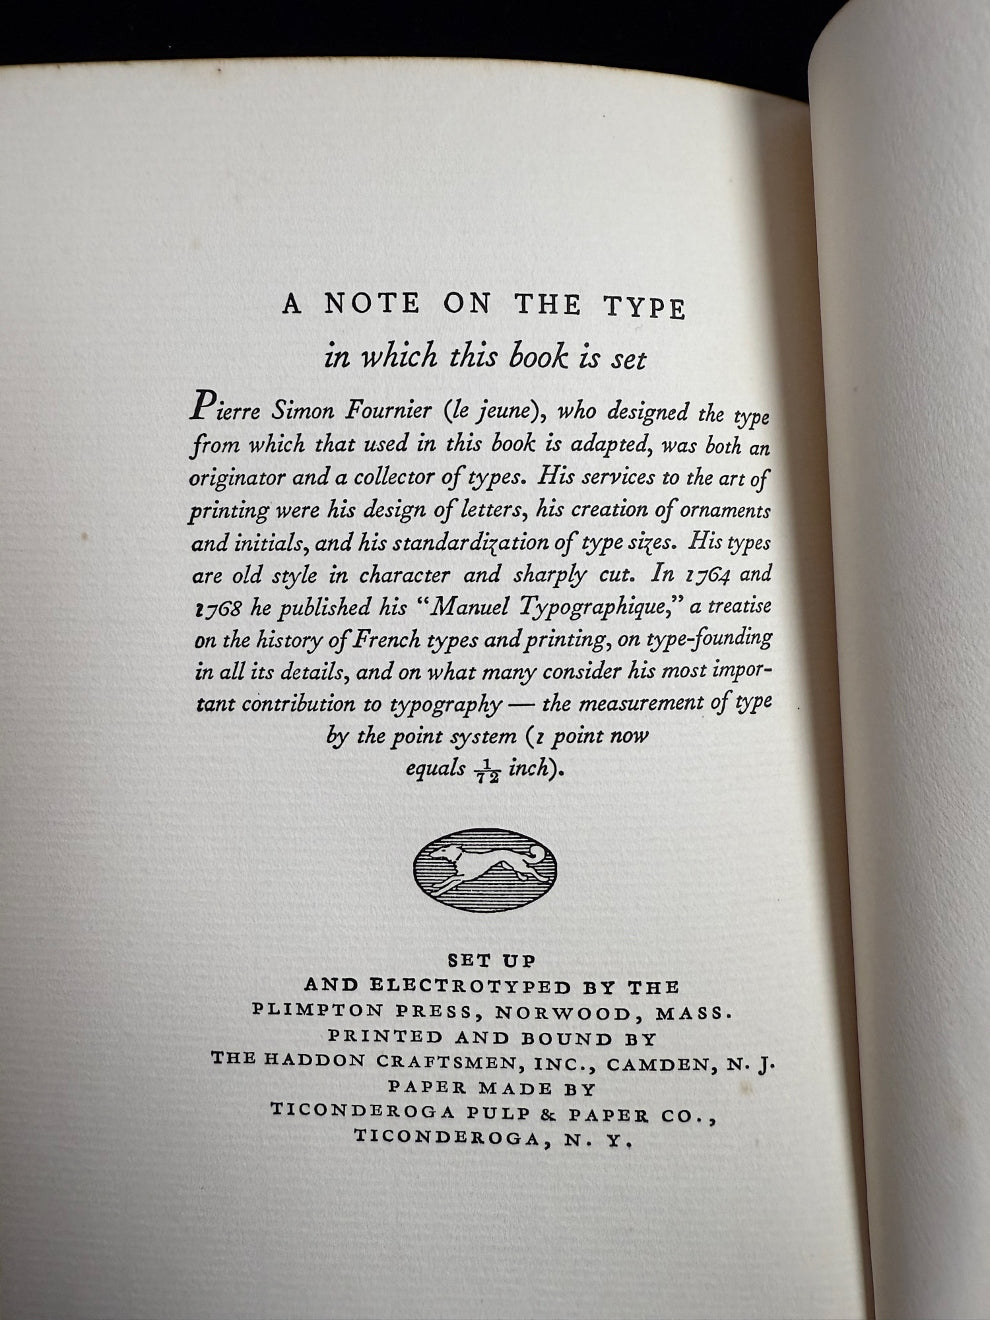 A NOTE ON THE TYPE
in which this book is set
Pierre Simon Fournier (le jeune), who designed the type
from which that used in this book is adapted, was both an
originator and a collector of types. His services to the art of
printing were his design of letters, his creation of ornaments
and initials, and his standardization of type sizes. His types
are old style in character and sharply cut. In 1764 and
1768 he published his “Manuel Typographique,” a treatise
on the history of French types and printing, on type-founding
in all its details, and on what many consider his most impor-
tant contribution to typography — the measurement of type
by the point system (1 point now
equals 1/72 inch).
SET UP
AND ELECTROTYPED BY THE
PLIMPTON PRESS, NORWOOD, MASS.
PRINTED AND BOUND BY
THE HADDON CRAFTSMEN, INC., CAMDEN, N. J.
PAPER MADE BY
TICONDEROGA PULP & PAPER CO.,
TICONDEROGA, N. Y.